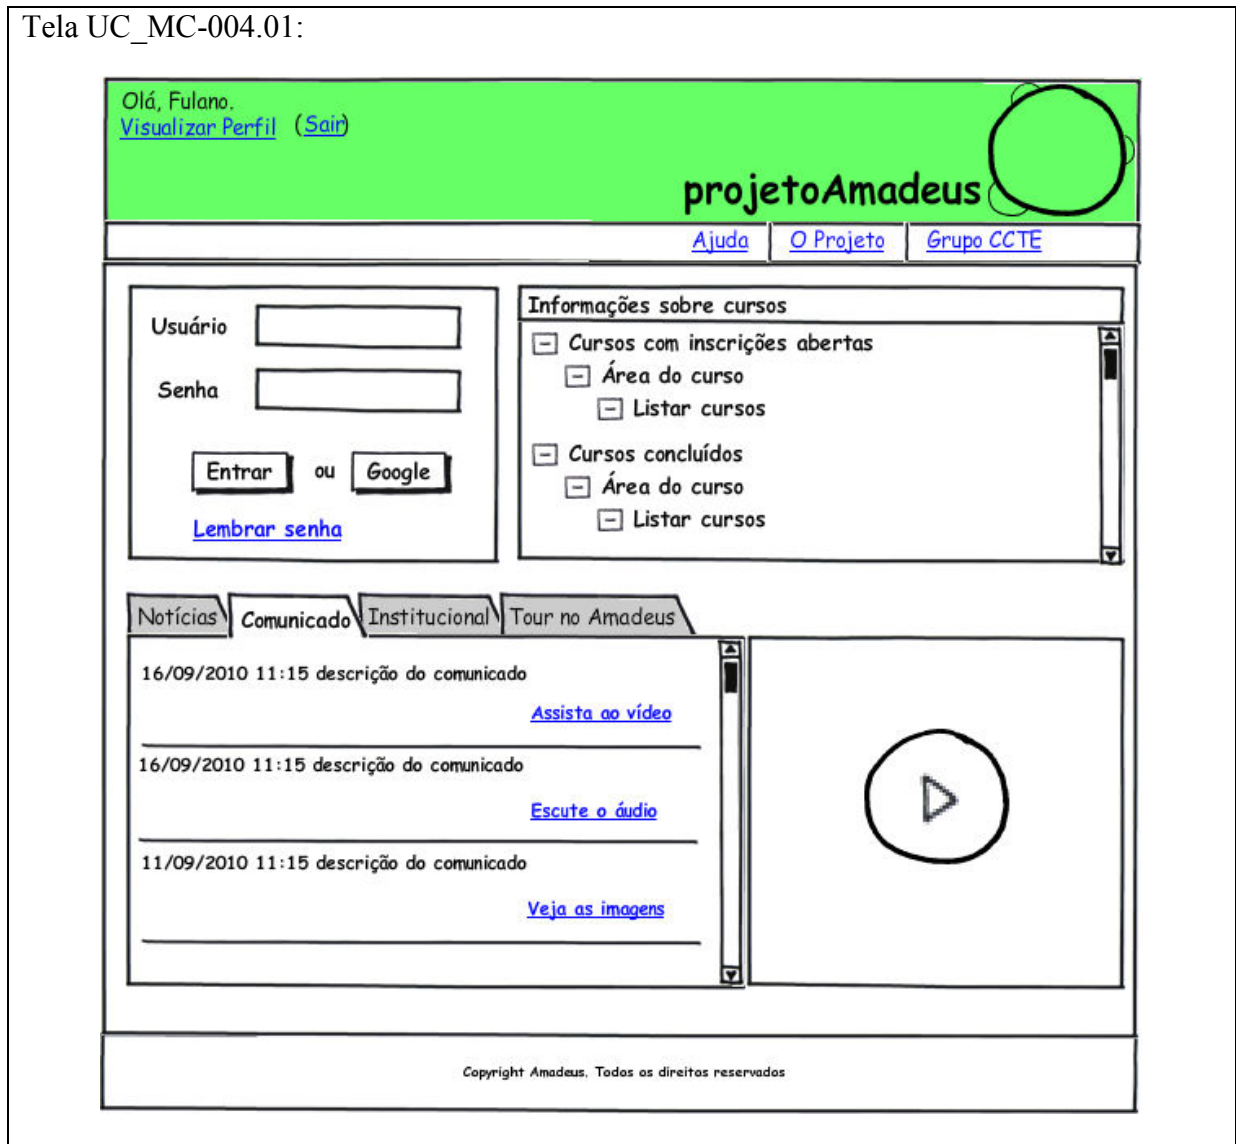 Tela UC_MC-004.01:
Olá, Fulano.
Visualizar Perfil (Sair)
projetoAmadeus
Ajuda O Projeto Grupo CCTE
Usuário
Senha
Entrar ou Google
Lembrar senha
Informações sobre cursos
Cursos com inscrições abertas
Área do curso
Listar cursos
Cursos concluídos
Área do curso
Listar cursos
Notícias Comunicado Institucional Tour no Amadeus
16/09/2010 11:15 descrição do comunicado
Assista ao vídeo
16/09/2010 11:15 descrição do comunicado
Escute o áudio
11/09/2010 11:15 descrição do comunicado
Veja as imagens
Copyright Amadeus. Todos os direitos reservados